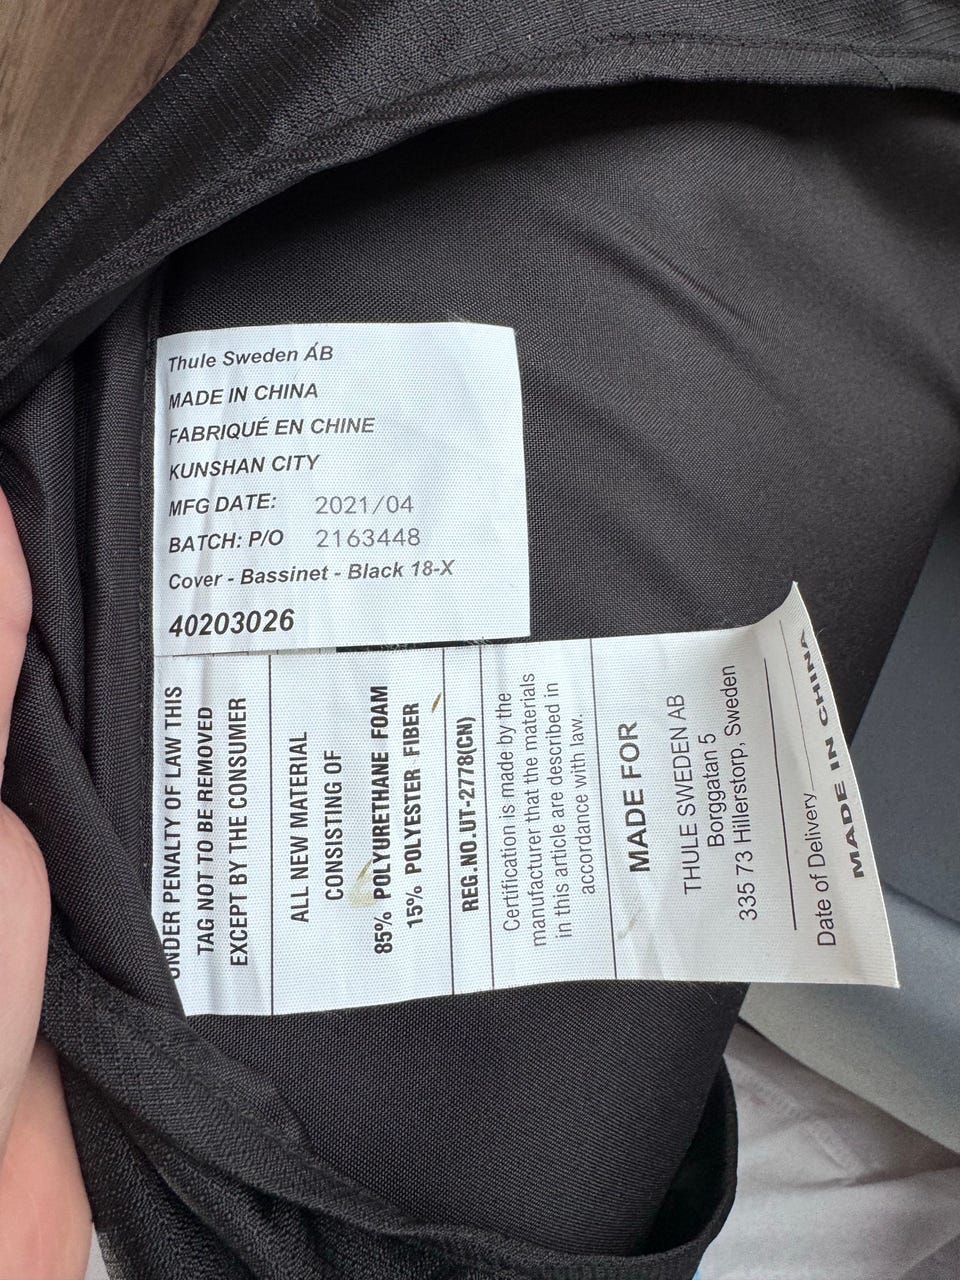 Thule Sweden AB
MADE IN CHINA
FABRIQUÉ EN CHINE
KUNSHAN CITY
MFG DATE: 2021/04
BATCH: P/O 2163448
Cover - Bassinet - Black 18-X
40203026
UNDER PENALTY OF LAW THIS
TAG NOT TO BE REMOVED
EXCEPT BY THE CONSUMER
ALL NEW MATERIAL
CONSISTING OF
85% POLYURETHANE FOAM
15% POLYESTER FIBER
REG.NO.UT-2778(CN)
Certification is made by the
manufacturer that the materials
in this article are described in
accordance with law.
MADE FOR
THULE SWEDEN AB
Borggatan 5
335 73 Hillerstorp, Sweden
Date of Delivery
MADE IN CHINA